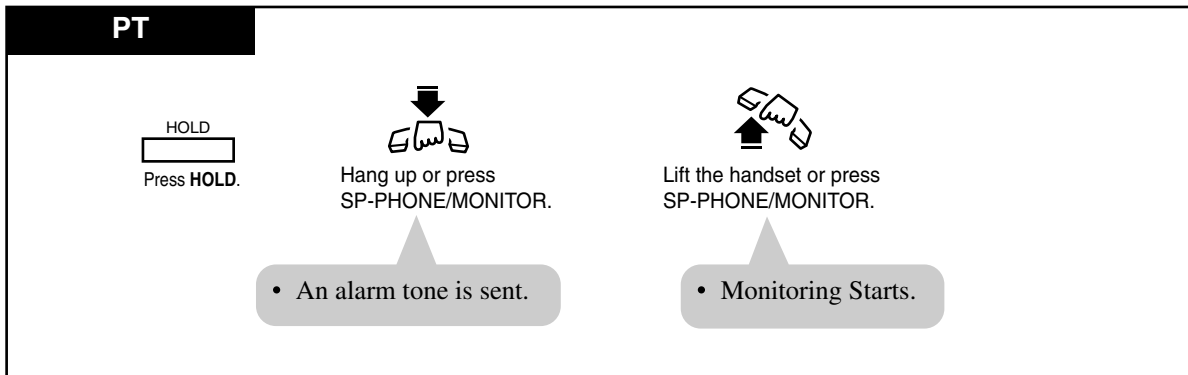 PT
HOLD
Press HOLD.
Hang up or press
SP-PHONE/MONITOR.
• An alarm tone is sent.
Lift the handset or press
SP-PHONE/MONITOR.
• Monitoring Starts.